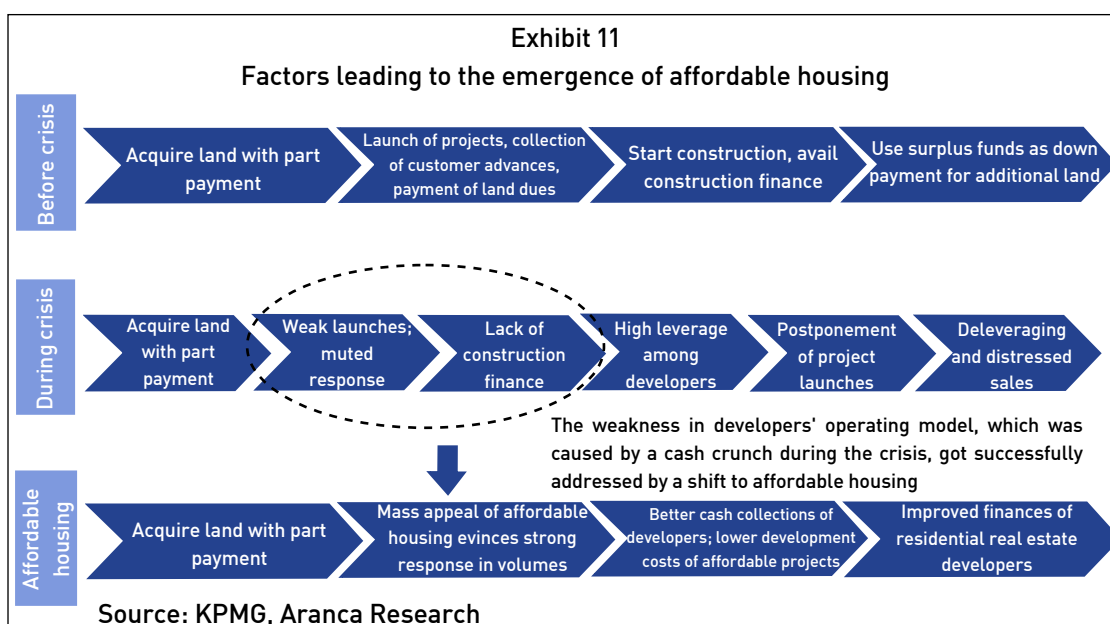 Exhibit 11
Factors leading to the emergence of affordable housing
Before crisis
Acquire land with part
payment
Launch of projects, collection
of customer advances,
payment of land dues
Start construction, avail
construction finance
Use surplus funds as down
payment for additional land
During crisis
Acquire land
with part
payment
Weak launches;
muted
response
Lack of
construction
finance
High leverage
among
developers
Postponement
of project
launches
Deleveraging
and distressed
sales
The weakness in developers' operating model, which was
caused by a cash crunch during the crisis, got successfully
addressed by a shift to affordable housing
Affordable
housing
Acquire land with part
payment
Mass appeal of affordable
housing evinces strong
response in volumes
Better cash collections of
developers; lower development
costs of affordable projects
Improved finances of
residential real estate
developers
Source: KPMG, Aranca Research